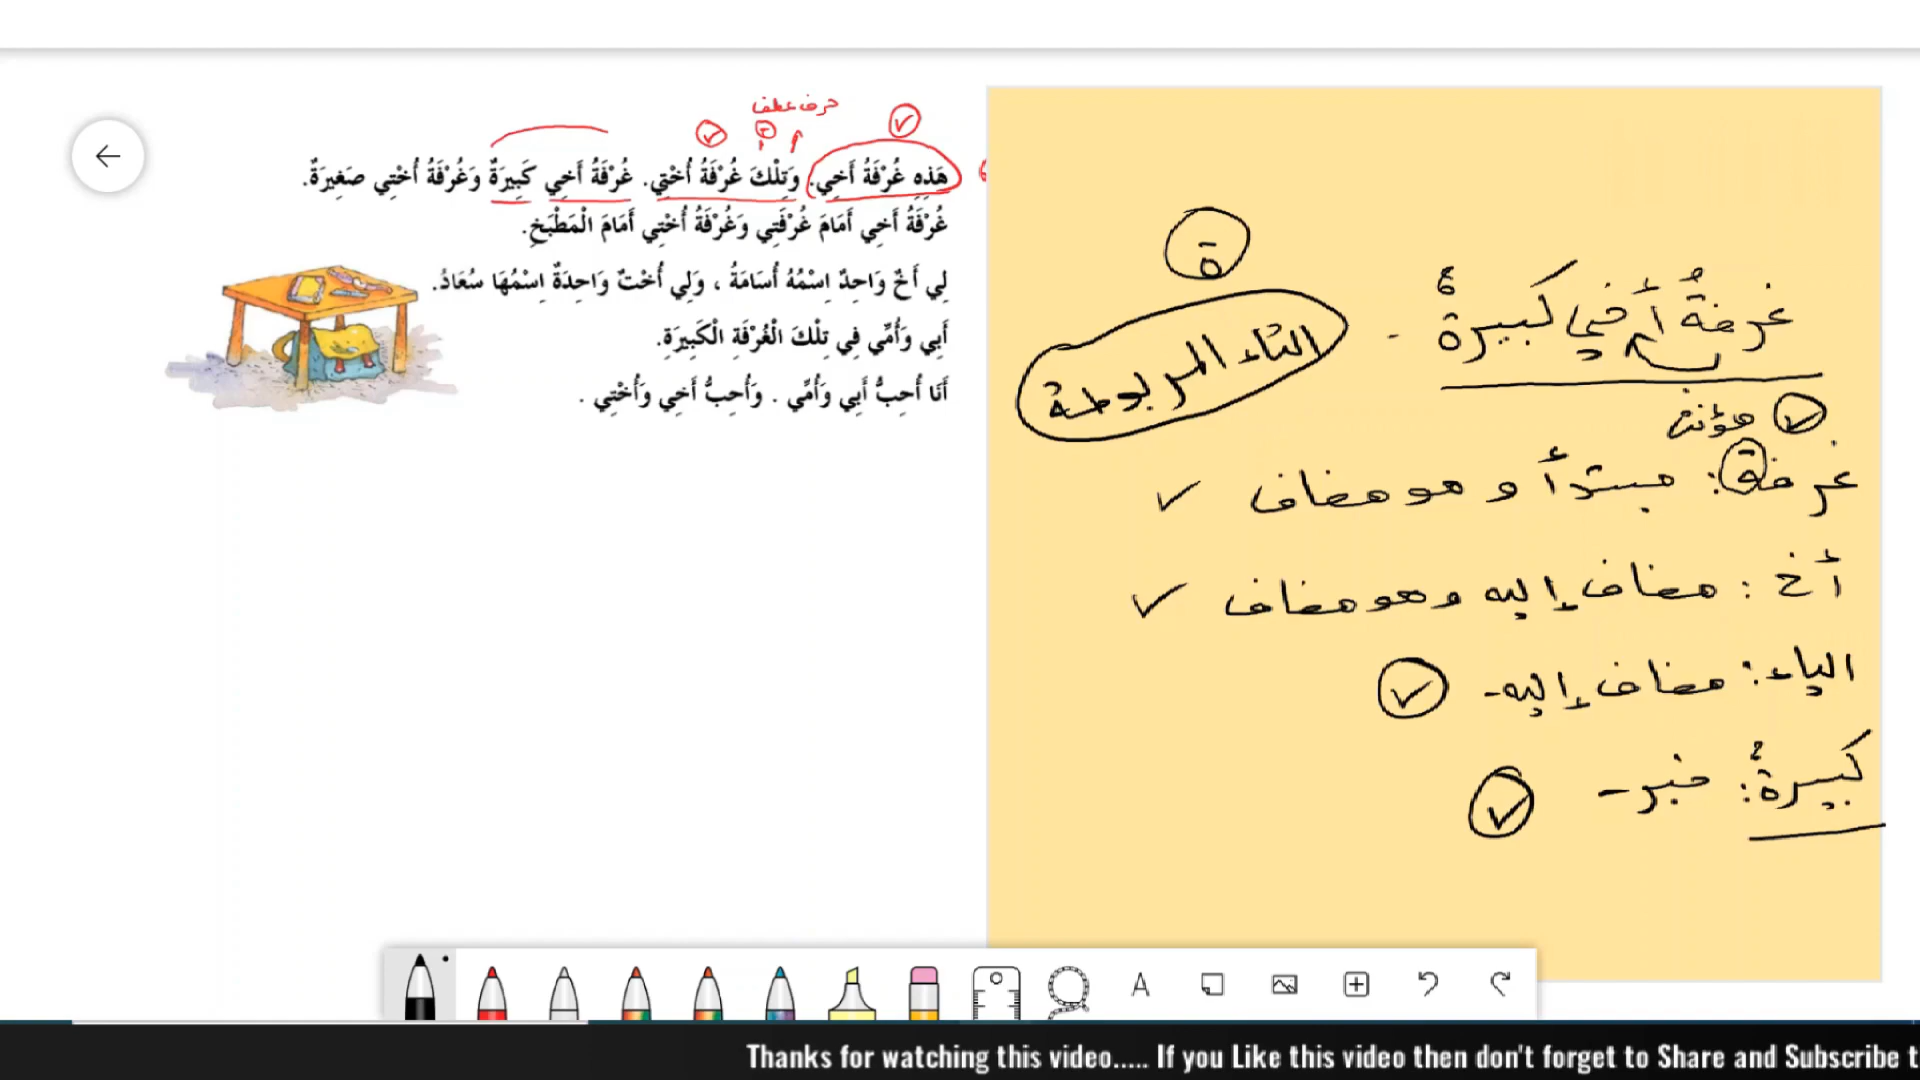 حرف عطف
هَذِهِ غُرْفَةُ أَخِي. وَتِلْكَ غُرْفَةُ أُخْتِي. غُرْفَةُ أَخِي كَبِيرَةٌ وَغُرْفَةُ أُخْتِي صَغِيرَةٌ.
غُرْفَةُ أَخِي أَمَامَ غُرْفَتِي وَغُرْفَةُ أُخْتِي أَمَامَ الْمَطْبَخِ.
لِي أَخٌ وَاحِدٌ اِسْمُهُ أُسَامَةُ ، وَلِي أُخْتٌ وَاحِدَةٌ اِسْمُهَا سُعَادُ.
أَبِي وَأُمِّي فِي تِلْكَ الْغُرْفَةِ الْكَبِيرَةِ.
أَنَا أُحِبُّ أَبِي وَأُمِّي . وَأُحِبُّ أَخِي وَأُخْتِي .
ة
التاء المربوطة
غرفةُ أخي كبيرةٌ -
مؤنث
غرفة: مبتدأ وهو مضاف
أخ: مضاف إليه وهو مضاف
الياء: مضاف إليه-
كبيرةٌ: خبر-
A
Thanks for watching this video..... If you Like this video then don't forget to Share and Subscribe t